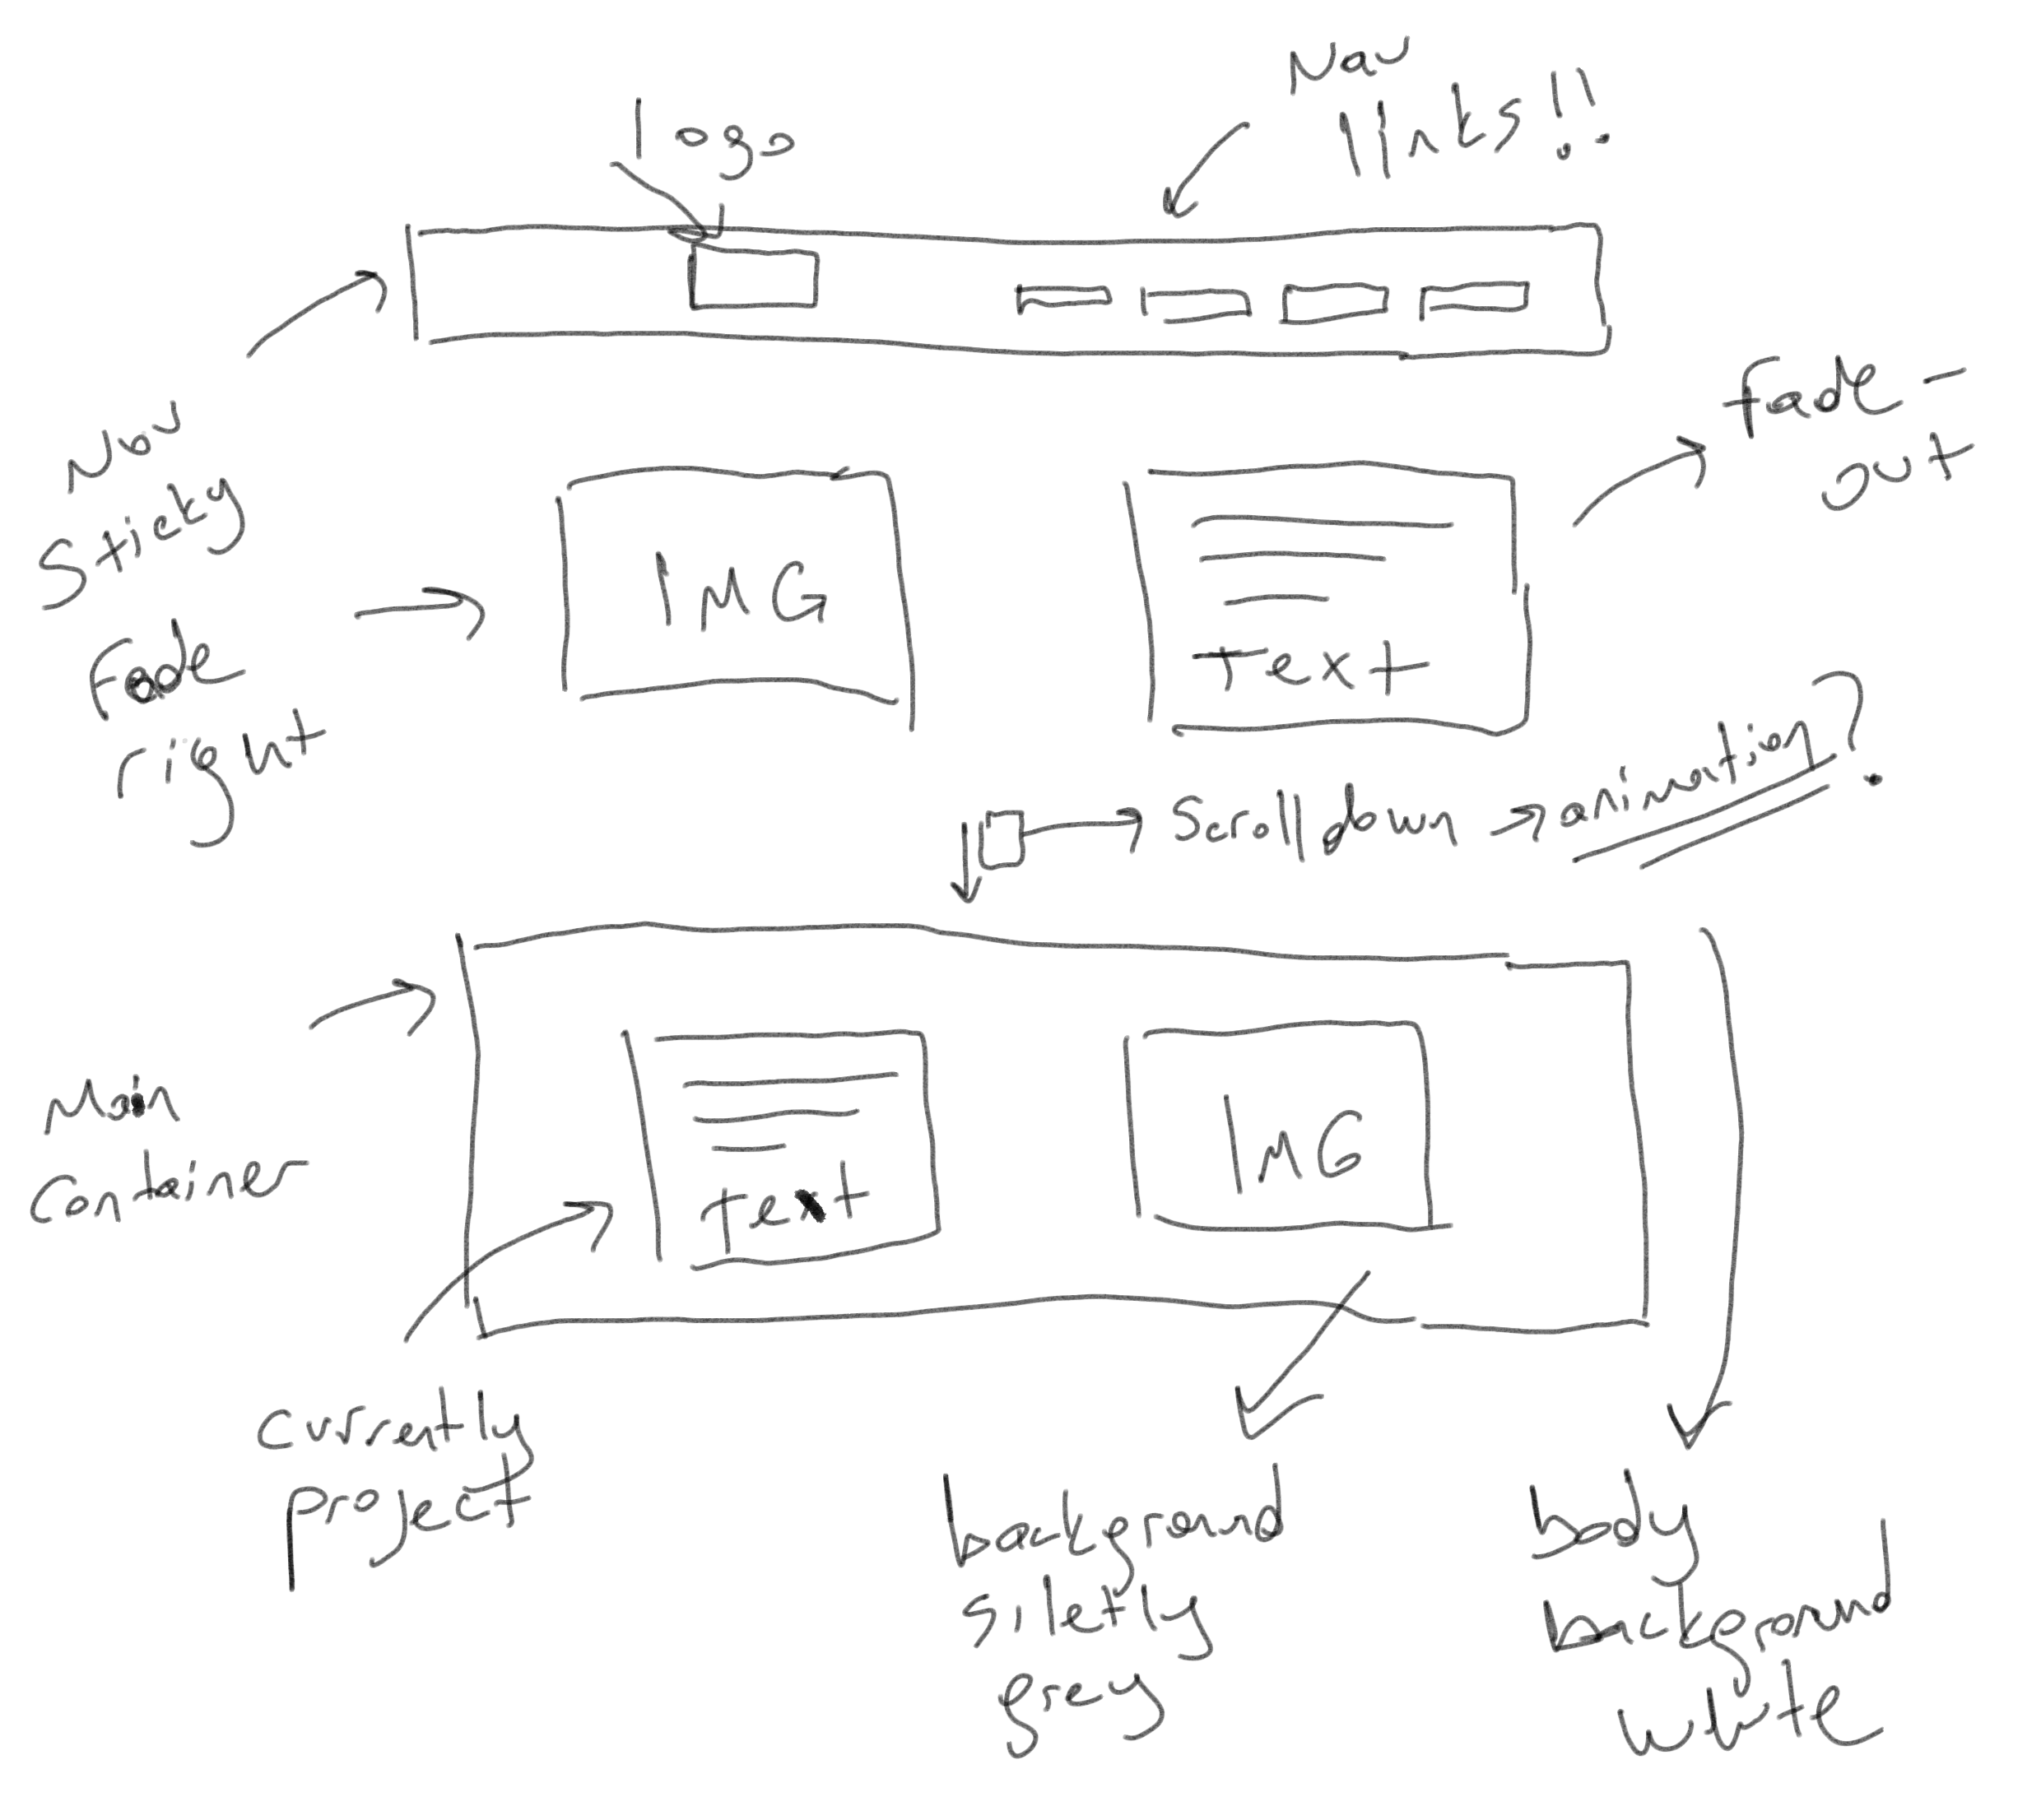 Nav
links!!
logo
Nav
Sticky
fade-
out
IMG
Text
Fade
right
Scroll down → animation?
Main
Container
Text
IMG
Currently
project
background
siletly
grey
body
background
white